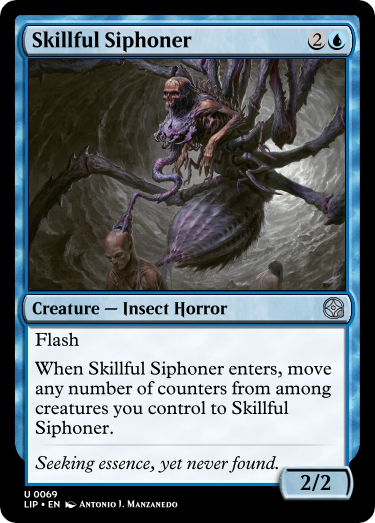 Skillful Siphoner 2
Creature — Insect Horror
Flash
When Skillful Siphoner enters, move
any number of counters from among
creatures you control to Skillful
Siphoner.
Seeking essence, yet never found.
2/2
U 0069
LIP • EN Antonio J. Manzanedo